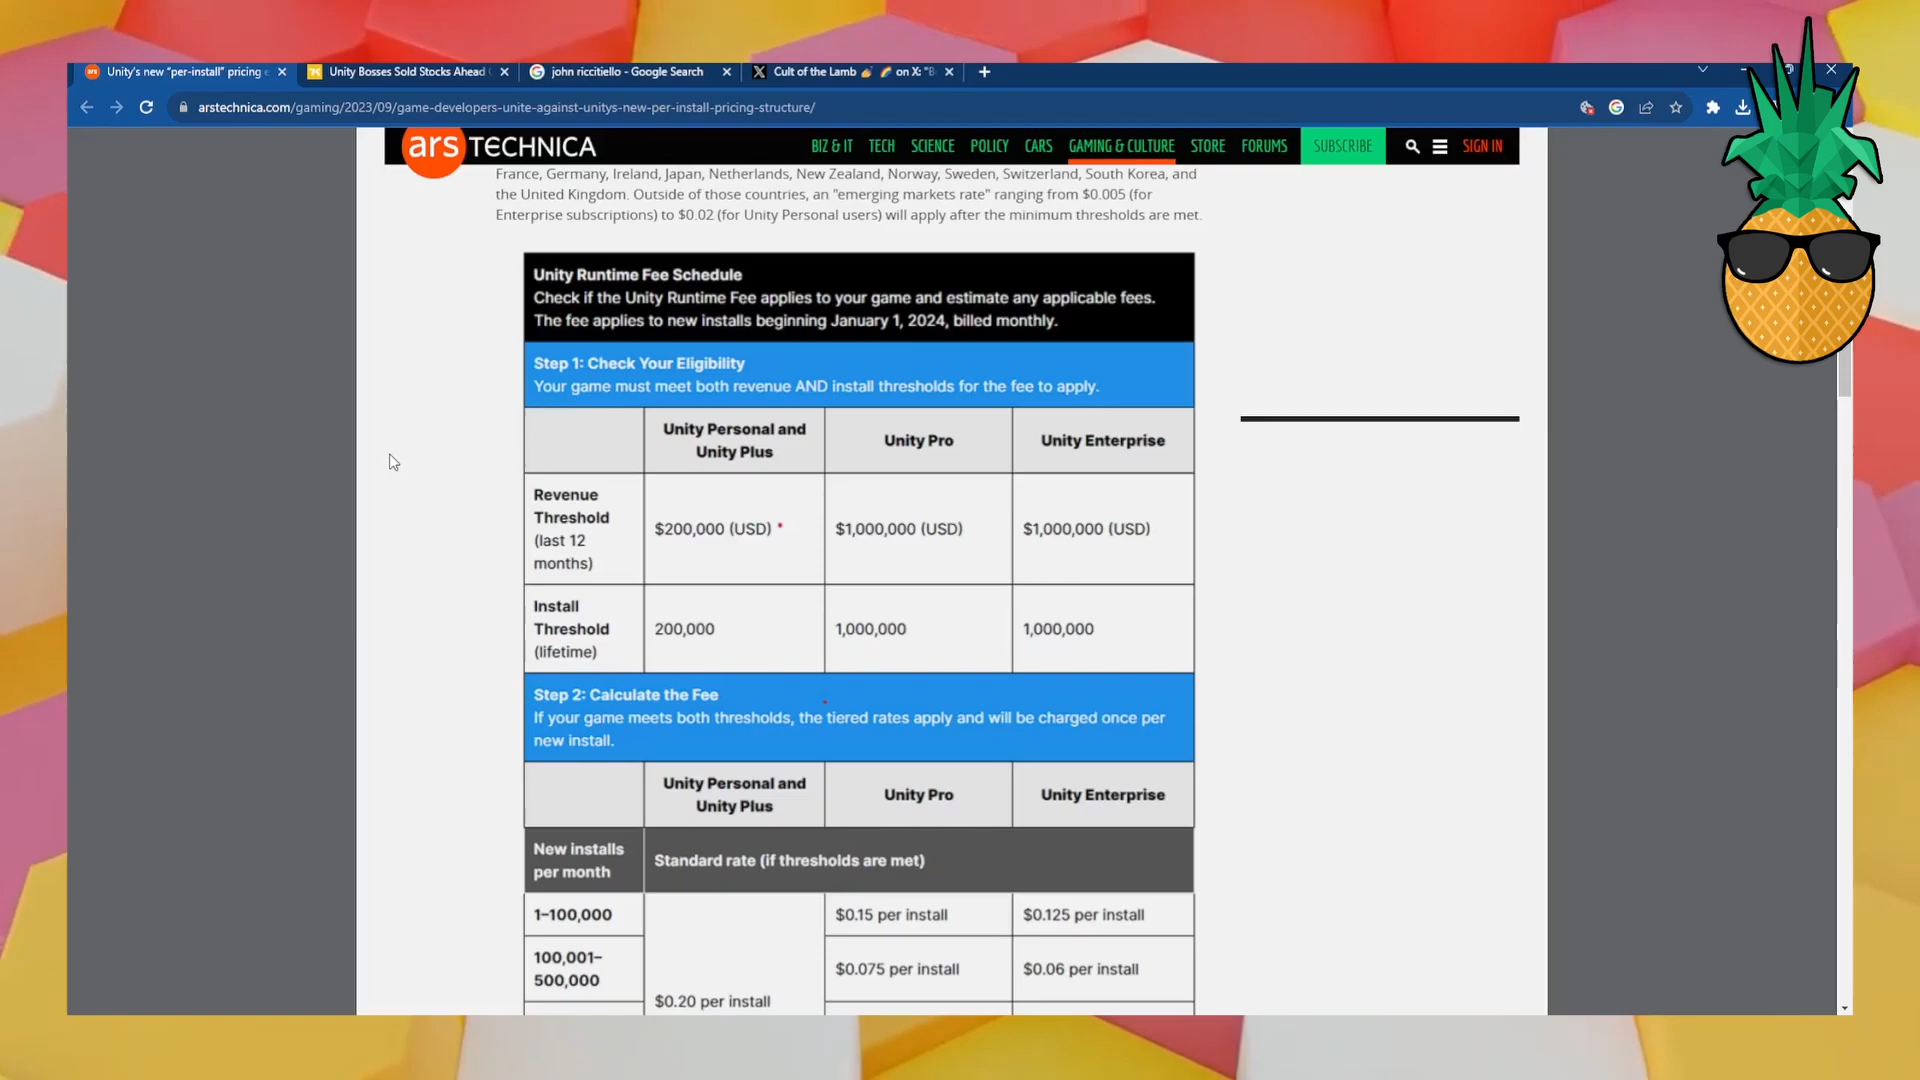 Unity's new "per-install" pricing
Unity Bosses Sold Stocks Ahead
john riccitiello - Google Search
Cult of the Lamb on X: "B
arstechnica.com/gaming/2023/09/game-developers-unite-against-unitys-new-per-install-pricing-structure/
ars TECHNICA
BIZ & IT TECH SCIENCE POLICY CARS GAMING & CULTURE STORE FORUMS SUBSCRIBE SIGN IN
France, Germany, Ireland, Japan, Netherlands, New Zealand, Norway, Sweden, Switzerland, South Korea, and
the United Kingdom. Outside of those countries, an "emerging markets rate" ranging from $0.005 (for
Enterprise subscriptions) to $0.02 (for Unity Personal users) will apply after the minimum thresholds are met.
Unity Runtime Fee Schedule
Check if the Unity Runtime Fee applies to your game and estimate any applicable fees.
The fee applies to new installs beginning January 1, 2024, billed monthly.
Step 1: Check Your Eligibility
Your game must meet both revenue AND install thresholds for the fee to apply.
Unity Personal and
Unity Plus
Unity Pro
Unity Enterprise
Revenue
Threshold
(last 12
months)
$200,000 (USD)
$1,000,000 (USD)
$1,000,000 (USD)
Install
Threshold
(lifetime)
200,000
1,000,000
1,000,000
Step 2: Calculate the Fee
If your game meets both thresholds, the tiered rates apply and will be charged once per
new install.
Unity Personal and
Unity Plus
Unity Pro
Unity Enterprise
New installs
per month
Standard rate (if thresholds are met)
1–100,000
$0.15 per install
$0.125 per install
100,001–
500,000
$0.075 per install
$0.06 per install
$0.20 per install